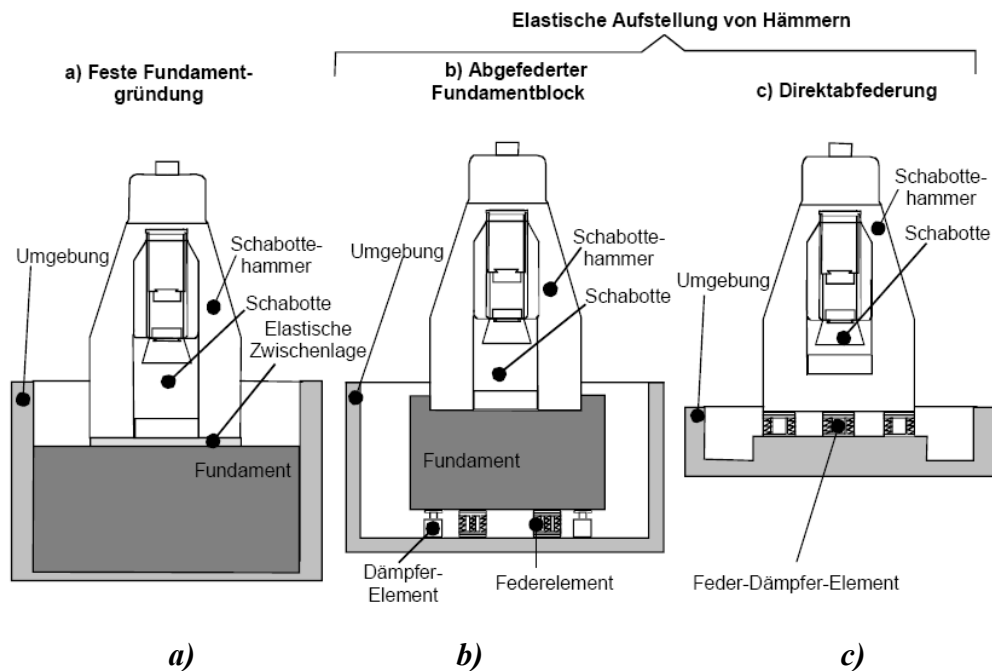 Elastische Aufstellung von Hämmern
a) Feste Fundament-
gründung
b) Abgefederter
Fundamentblock
c) Direktabfederung
Umgebung
Schabotte-
hammer
Schabotte
Elastische
Zwischenlage
Fundament
Umgebung
Schabotte-
hammer
Schabotte
Fundament
Dämpfer-
Element
Federelement
Schabotte-
hammer
Schabotte
Umgebung
Feder-Dämpfer-Element
a)
b)
c)